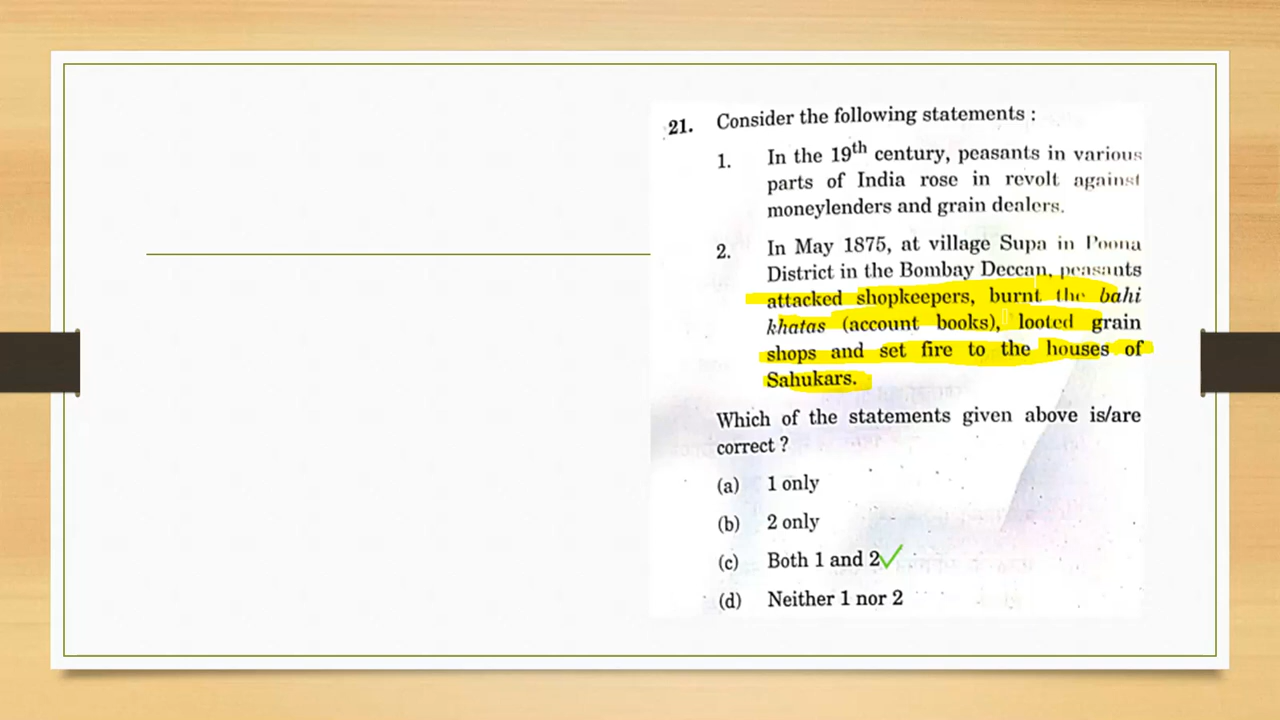 21. Consider the following statements :
1. In the 19th century, peasants in various
parts of India rose in revolt against
moneylenders and grain dealers.
2. In May 1875, at village Supa in Poona
District in the Bombay Deccan, peasants
attacked shopkeepers, burnt the bahi
khatas (account books), looted grain
shops and set fire to the houses of
Sahukars.
Which of the statements given above is/are
correct ?
(a) 1 only
(b) 2 only
(c) Both 1 and 2
(d) Neither 1 nor 2